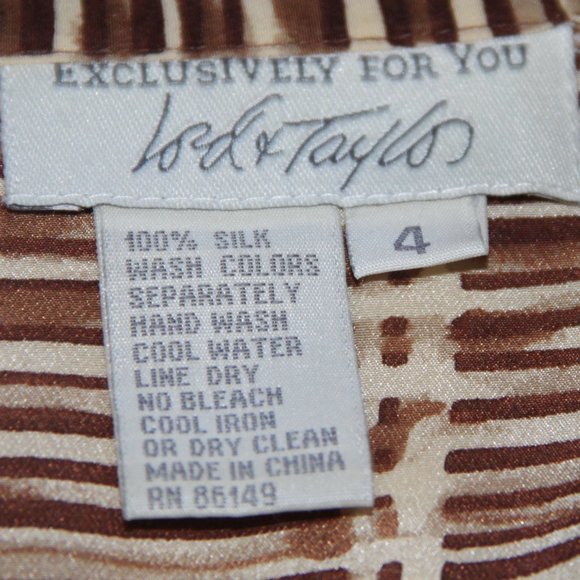 EXCLUSIVELY FOR YOU
Lord & Taylor
4
100% SILK
WASH COLORS
SEPARATELY
HAND WASH
COOL WATER
LINE DRY
NO BLEACH
COOL IRON
OR DRY CLEAN
MADE IN CHINA
RN 86149